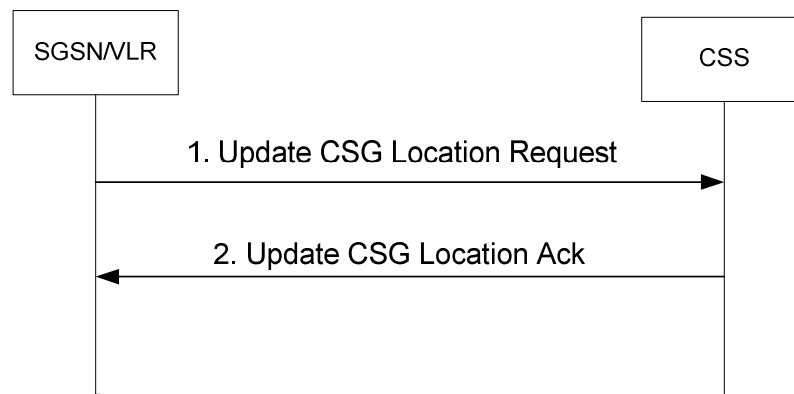 SGSN/VLR
CSS
1. Update CSG Location Request
2. Update CSG Location Ack